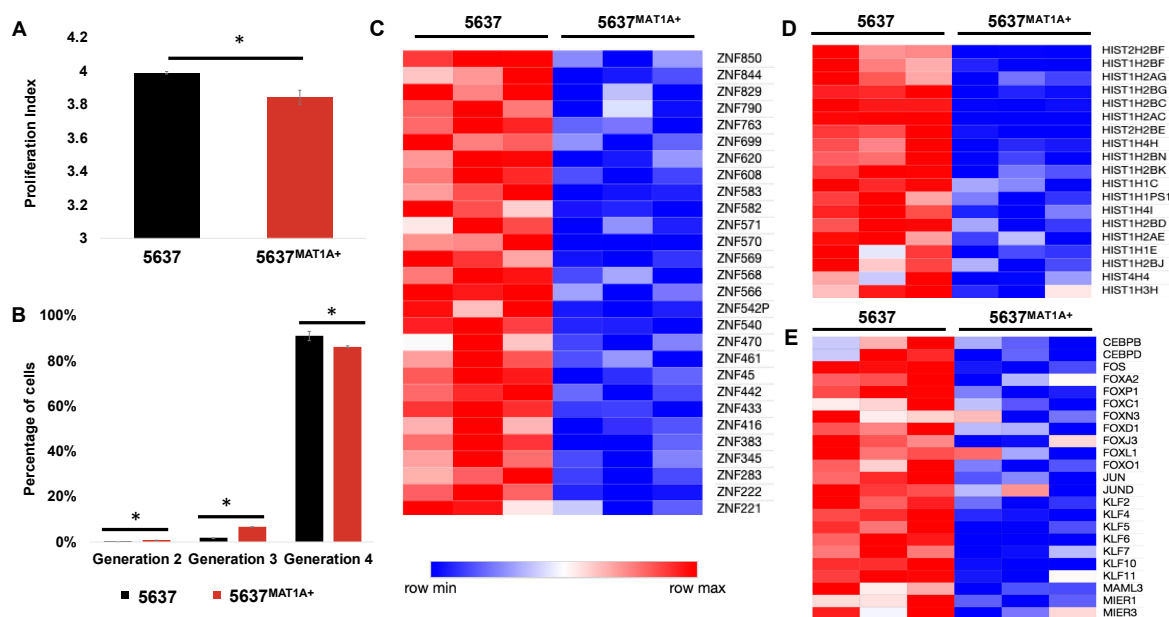 A
4.2
4
3.8
3.6
3.4
3.2
3
Proliferation Index
*
5637
5637MAT1A+
B
100%
80%
60%
40%
20%
0%
Percentage of cells
*
*
*
Generation 2
Generation 3
Generation 4
5637
5637MAT1A+
C
5637
5637MAT1A+
ZNF850
ZNF844
ZNF829
ZNF790
ZNF763
ZNF699
ZNF620
ZNF608
ZNF583
ZNF582
ZNF571
ZNF570
ZNF569
ZNF568
ZNF566
ZNF542P
ZNF540
ZNF470
ZNF461
ZNF45
ZNF442
ZNF433
ZNF416
ZNF383
ZNF345
ZNF283
ZNF222
ZNF221
row min
row max
D
5637
5637MAT1A+
HIST2H2BF
HIST1H2BF
HIST1H2AG
HIST1H2BG
HIST1H2BC
HIST1H2AC
HIST2H2BE
HIST1H4H
HIST1H2BN
HIST1H2BK
HIST1H1C
HIST1H1PS1
HIST1H4I
HIST1H2BD
HIST1H2AE
HIST1H1E
HIST1H2BJ
HIST4H4
HIST1H3H
E
5637
5637MAT1A+
CEBPB
CEBPD
FOS
FOXA2
FOXP1
FOXC1
FOXN3
FOXD1
FOXJ3
FOXL1
FOXO1
JUN
JUND
KLF2
KLF4
KLF5
KLF6
KLF7
KLF10
KLF11
MAML3
MIER1
MIER3